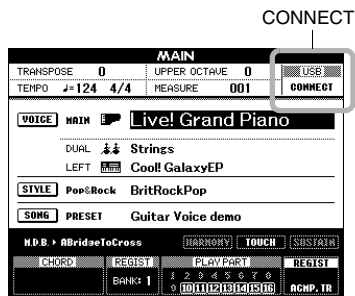 CONNECT
MAIN
TRANSPOSE 0 UPPER OCTAVE 0 USB
TEMPO ♩=124 4/4 MEASURE 001 CONNECT
VOICE MAIN Live! Grand Piano
DUAL Strings
LEFT Cool! GalaxyEP
STYLE Pop&Rock BritRockPop
SONG PRESET Guitar Voice demo
M.D.B. ▸ ABridgeToCross HARMONY TOUCH SUSTAIN
CHORD REGIST PLAY PART REGIST
BANK: 1 1 2 3 4 5 6 7 8
9 10 11 12 13 14 15 16 ACMP. TR